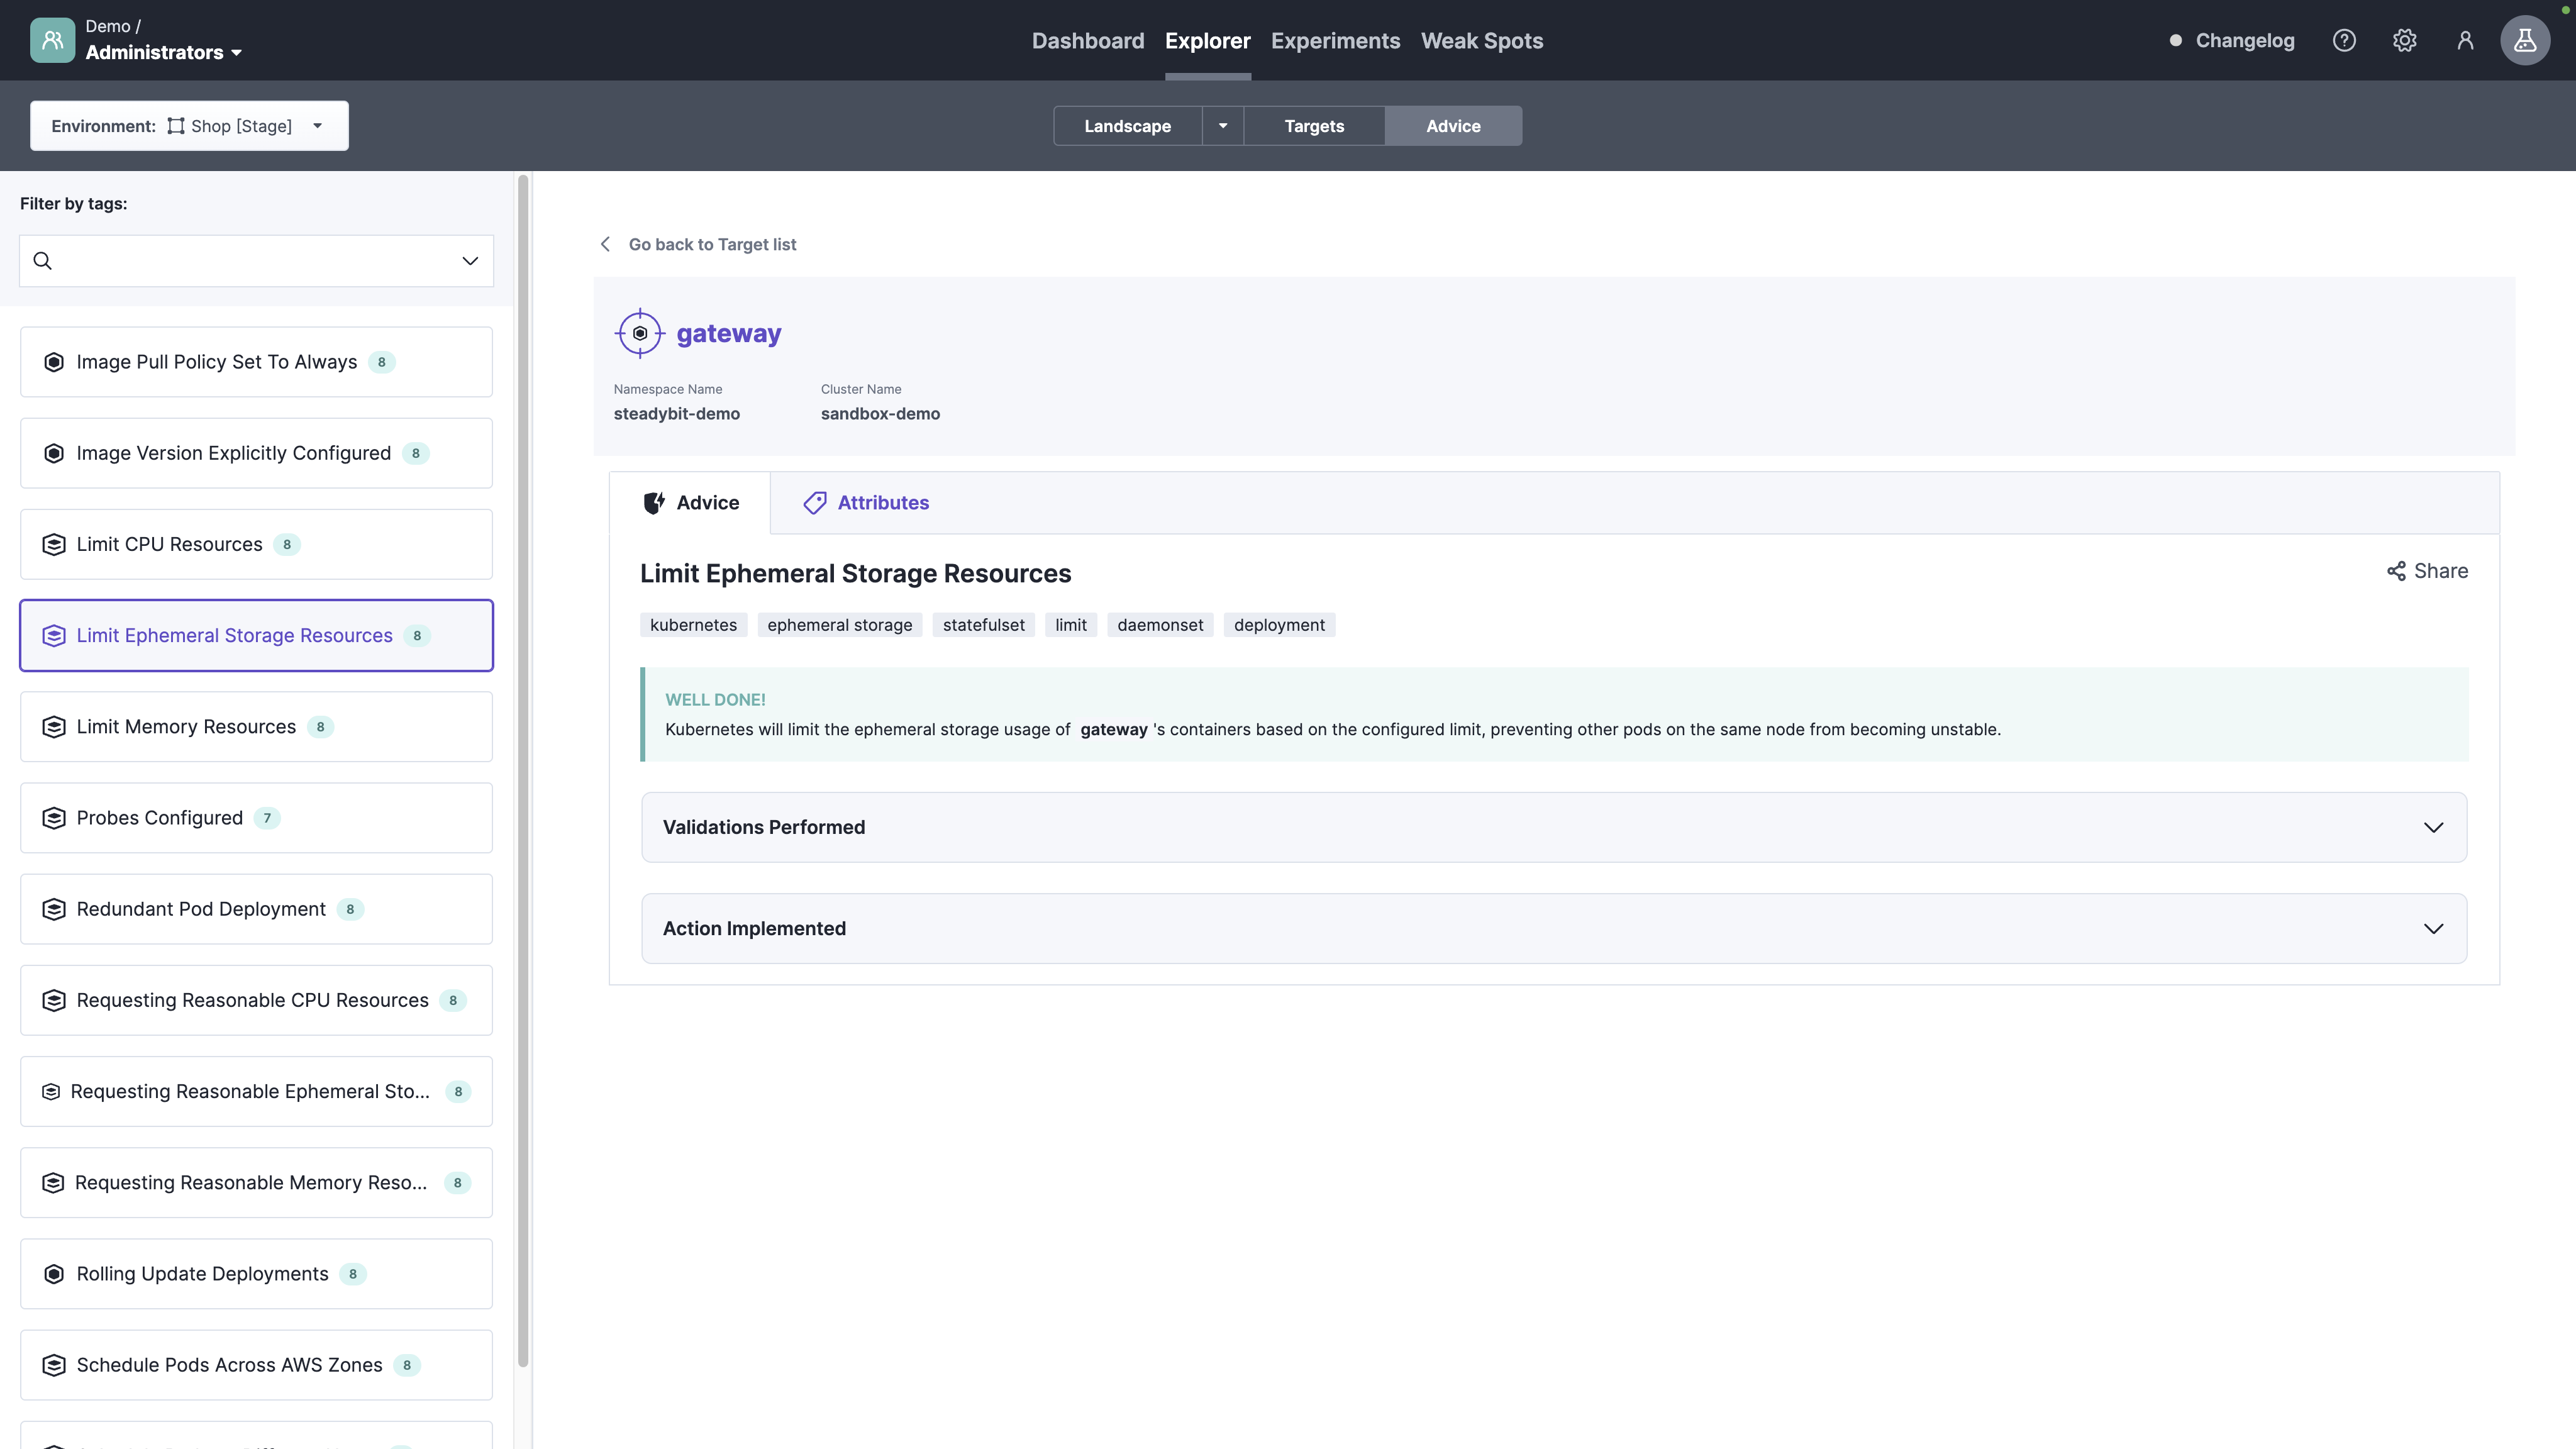 Demo /
Administrators
Dashboard
Explorer
Experiments
Weak Spots
Changelog
Environment: Shop [Stage]
Landscape
Targets
Advice
Filter by tags:
Image Pull Policy Set To Always 8
Image Version Explicitly Configured 8
Limit CPU Resources 8
Limit Ephemeral Storage Resources 8
Limit Memory Resources 8
Probes Configured 7
Redundant Pod Deployment 8
Requesting Reasonable CPU Resources 8
Requesting Reasonable Ephemeral Sto... 8
Requesting Reasonable Memory Reso... 8
Rolling Update Deployments 8
Schedule Pods Across AWS Zones 8
Go back to Target list
gateway
Namespace Name
steadybit-demo
Cluster Name
sandbox-demo
Advice
Attributes
Limit Ephemeral Storage Resources
Share
kubernetes
ephemeral storage
statefulset
limit
daemonset
deployment
WELL DONE!
Kubernetes will limit the ephemeral storage usage of gateway 's containers based on the configured limit, preventing other pods on the same node from becoming unstable.
Validations Performed
Action Implemented